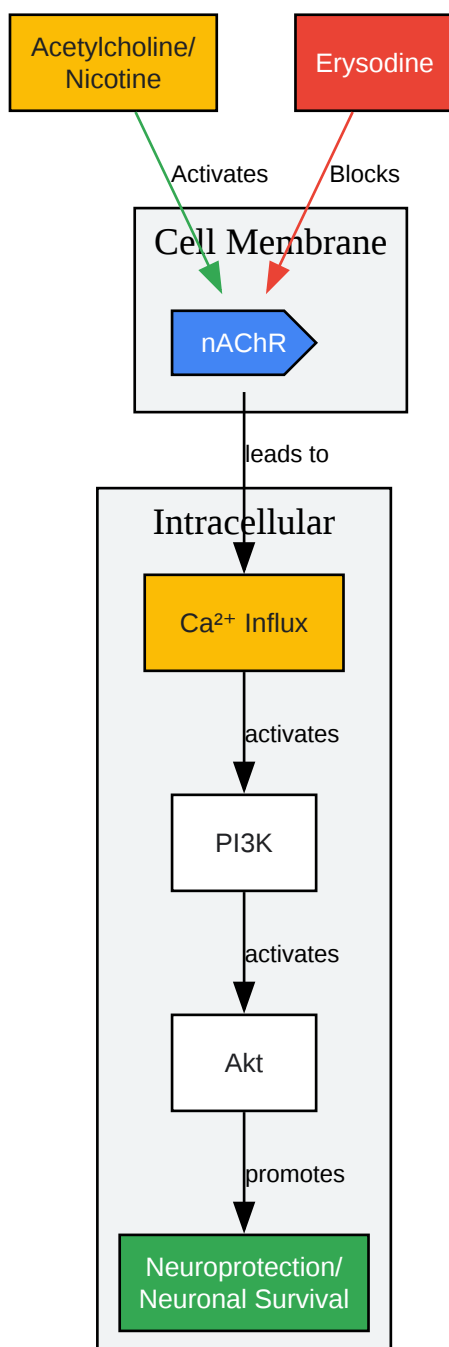 Acetylcholine/
Nicotine
Erysodine
Activates
Blocks
Cell Membrane
nAChR
leads to
Intracellular
Ca²⁺ Influx
activates
PI3K
activates
Akt
promotes
Neuroprotection/
Neuronal Survival